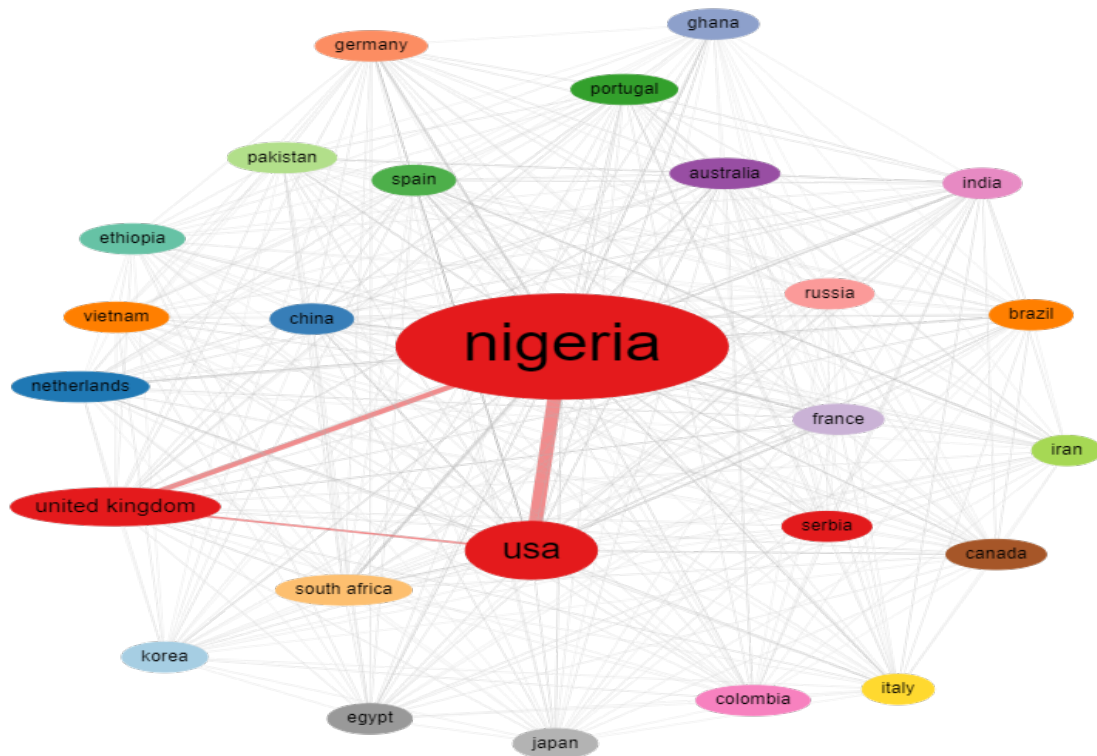 ghana
germany
portugal
pakistan
spain
australia
india
ethiopia
russia
vietnam
china
brazil
nigeria
netherlands
france
iran
united kingdom
serbia
usa
canada
south africa
korea
italy
colombia
egypt
japan